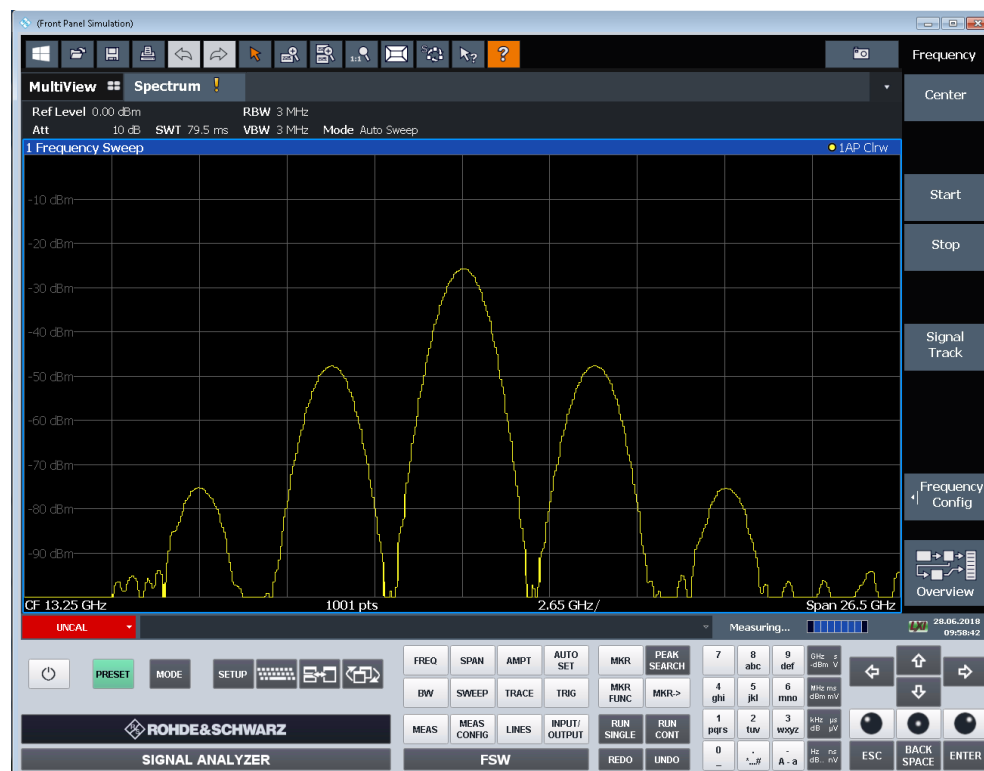 (Front Panel Simulation)
1:1
?
?
Frequency
MultiView Spectrum !
Center
Ref Level 0.00 dBm RBW 3 MHz
Att 10 dB SWT 79.5 ms VBW 3 MHz Mode Auto Sweep
1 Frequency Sweep 1AP Clrw
-10 dBm
Start
-20 dBm
Stop
-30 dBm
-40 dBm
Signal
Track
-50 dBm
-60 dBm
-70 dBm
Frequency
Config
-80 dBm
-90 dBm
Overview
CF 13.25 GHz 1001 pts 2.65 GHz/ Span 26.5 GHz
UNCAL Measuring... LXI 28.06.2018
09:58:42
PRESET MODE SETUP
FREQ SPAN AMPT AUTO SET MKR PEAK SEARCH
7 8 abc 9 def GHz s -dBm V
BW SWEEP TRACE TRIG MKR FUNC MKR->
4 ghi 5 jkl 6 mno MHz ms dBm mV
MEAS MEAS CONFIG LINES INPUT/ OUTPUT RUN SINGLE RUN CONT
1 pqrs 2 tuv 3 wxyz kHz µs dB µV
ROHDE&SCHWARZ
SIGNAL ANALYZER FSW REDO UNDO
0 _ . *...# - A - a Hz ns dB.. nV
ESC BACK SPACE ENTER